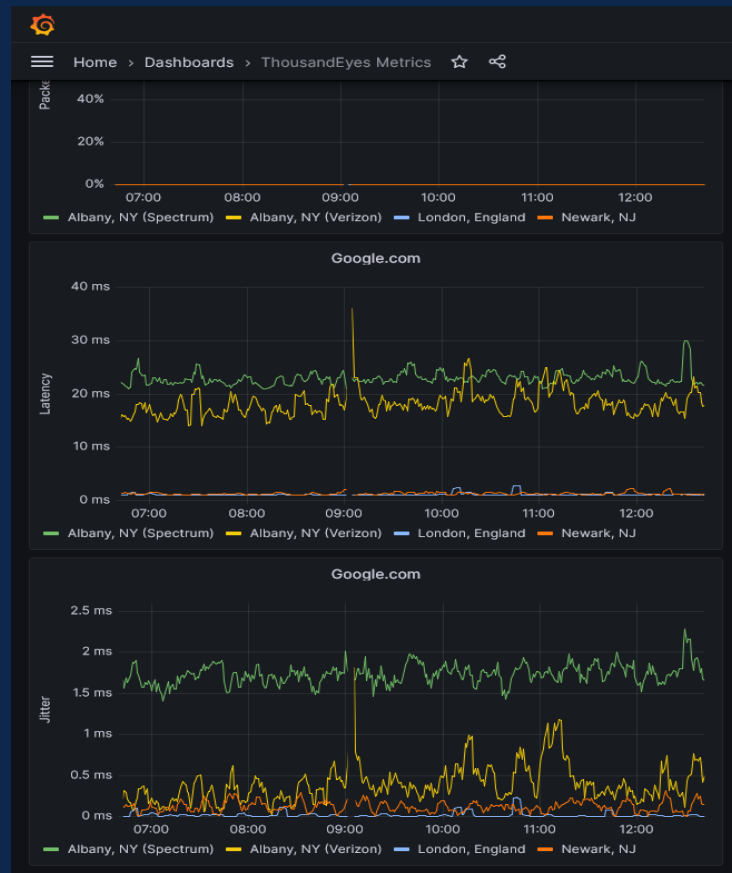 Home › Dashboards › ThousandEyes Metrics
Packe
40%
20%
0%
07:00 08:00 09:00 10:00 11:00 12:00
Albany, NY (Spectrum) Albany, NY (Verizon) London, England Newark, NJ
Google.com
Latency
40 ms
30 ms
20 ms
10 ms
0 ms
07:00 08:00 09:00 10:00 11:00 12:00
Albany, NY (Spectrum) Albany, NY (Verizon) London, England Newark, NJ
Google.com
Jitter
2.5 ms
2 ms
1.5 ms
1 ms
0.5 ms
0 ms
07:00 08:00 09:00 10:00 11:00 12:00
Albany, NY (Spectrum) Albany, NY (Verizon) London, England Newark, NJ